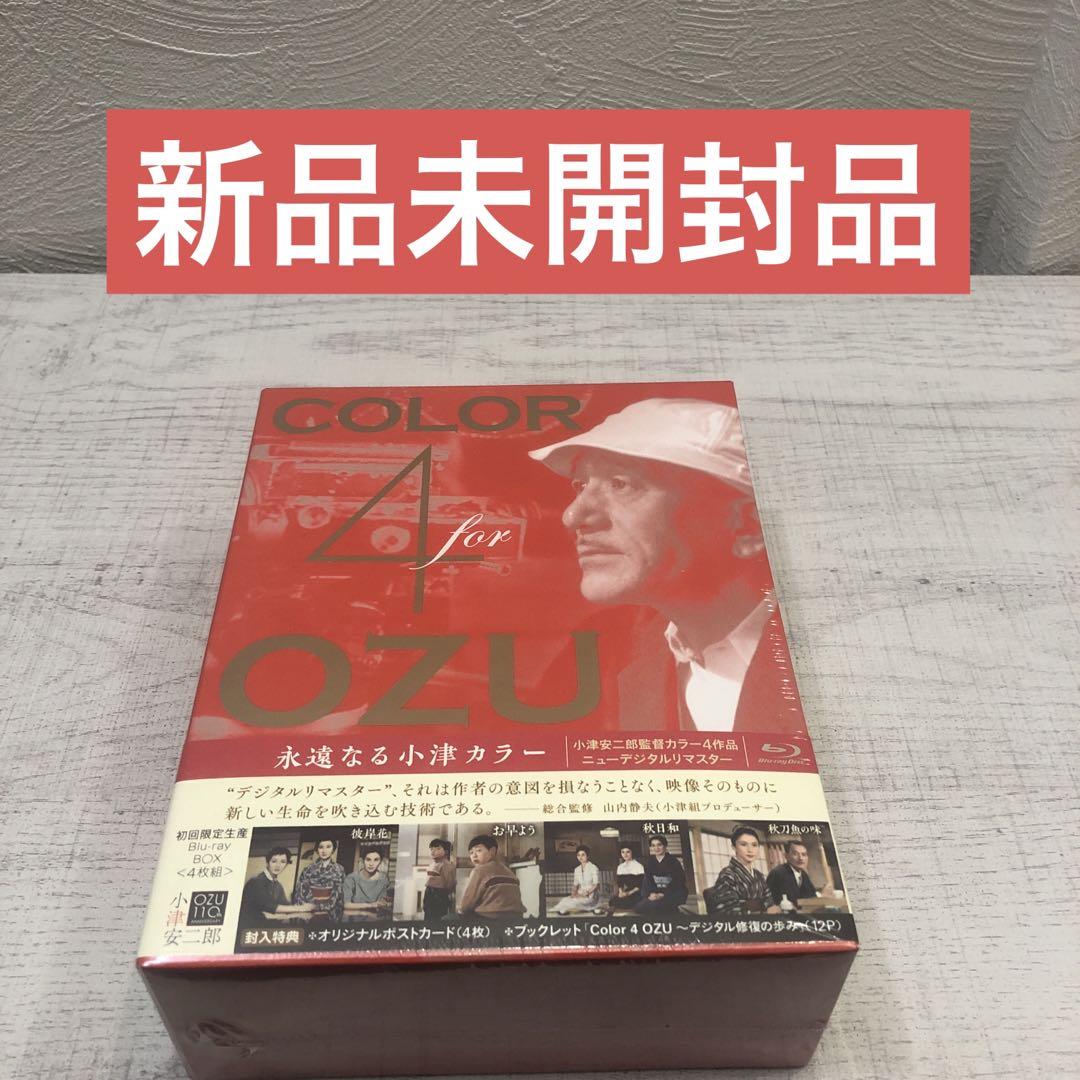 新品未開封品
COLOR
4 for
OZU
永遠なる小津カラー
小津安二郎監督カラー4作品
ニューデジタルリマスター
Blu-ray Disc
“デジタルリマスター”、それは作者の意図を損なうことなく、映像そのものに
新しい生命を吹き込む技術である。
総合監修 山内静夫(小津組プロデューサー)
初回限定生産
Blu-ray
BOX
<4枚組>
彼岸花
お早よう
秋日和
秋刀魚の味
小津安二郎
OZU
110th
ANNIVERSARY
封入特典 ✣オリジナルポストカード(4枚) ✣ブックレット「Color 4 OZU ～デジタル修復の歩み～」(12P)